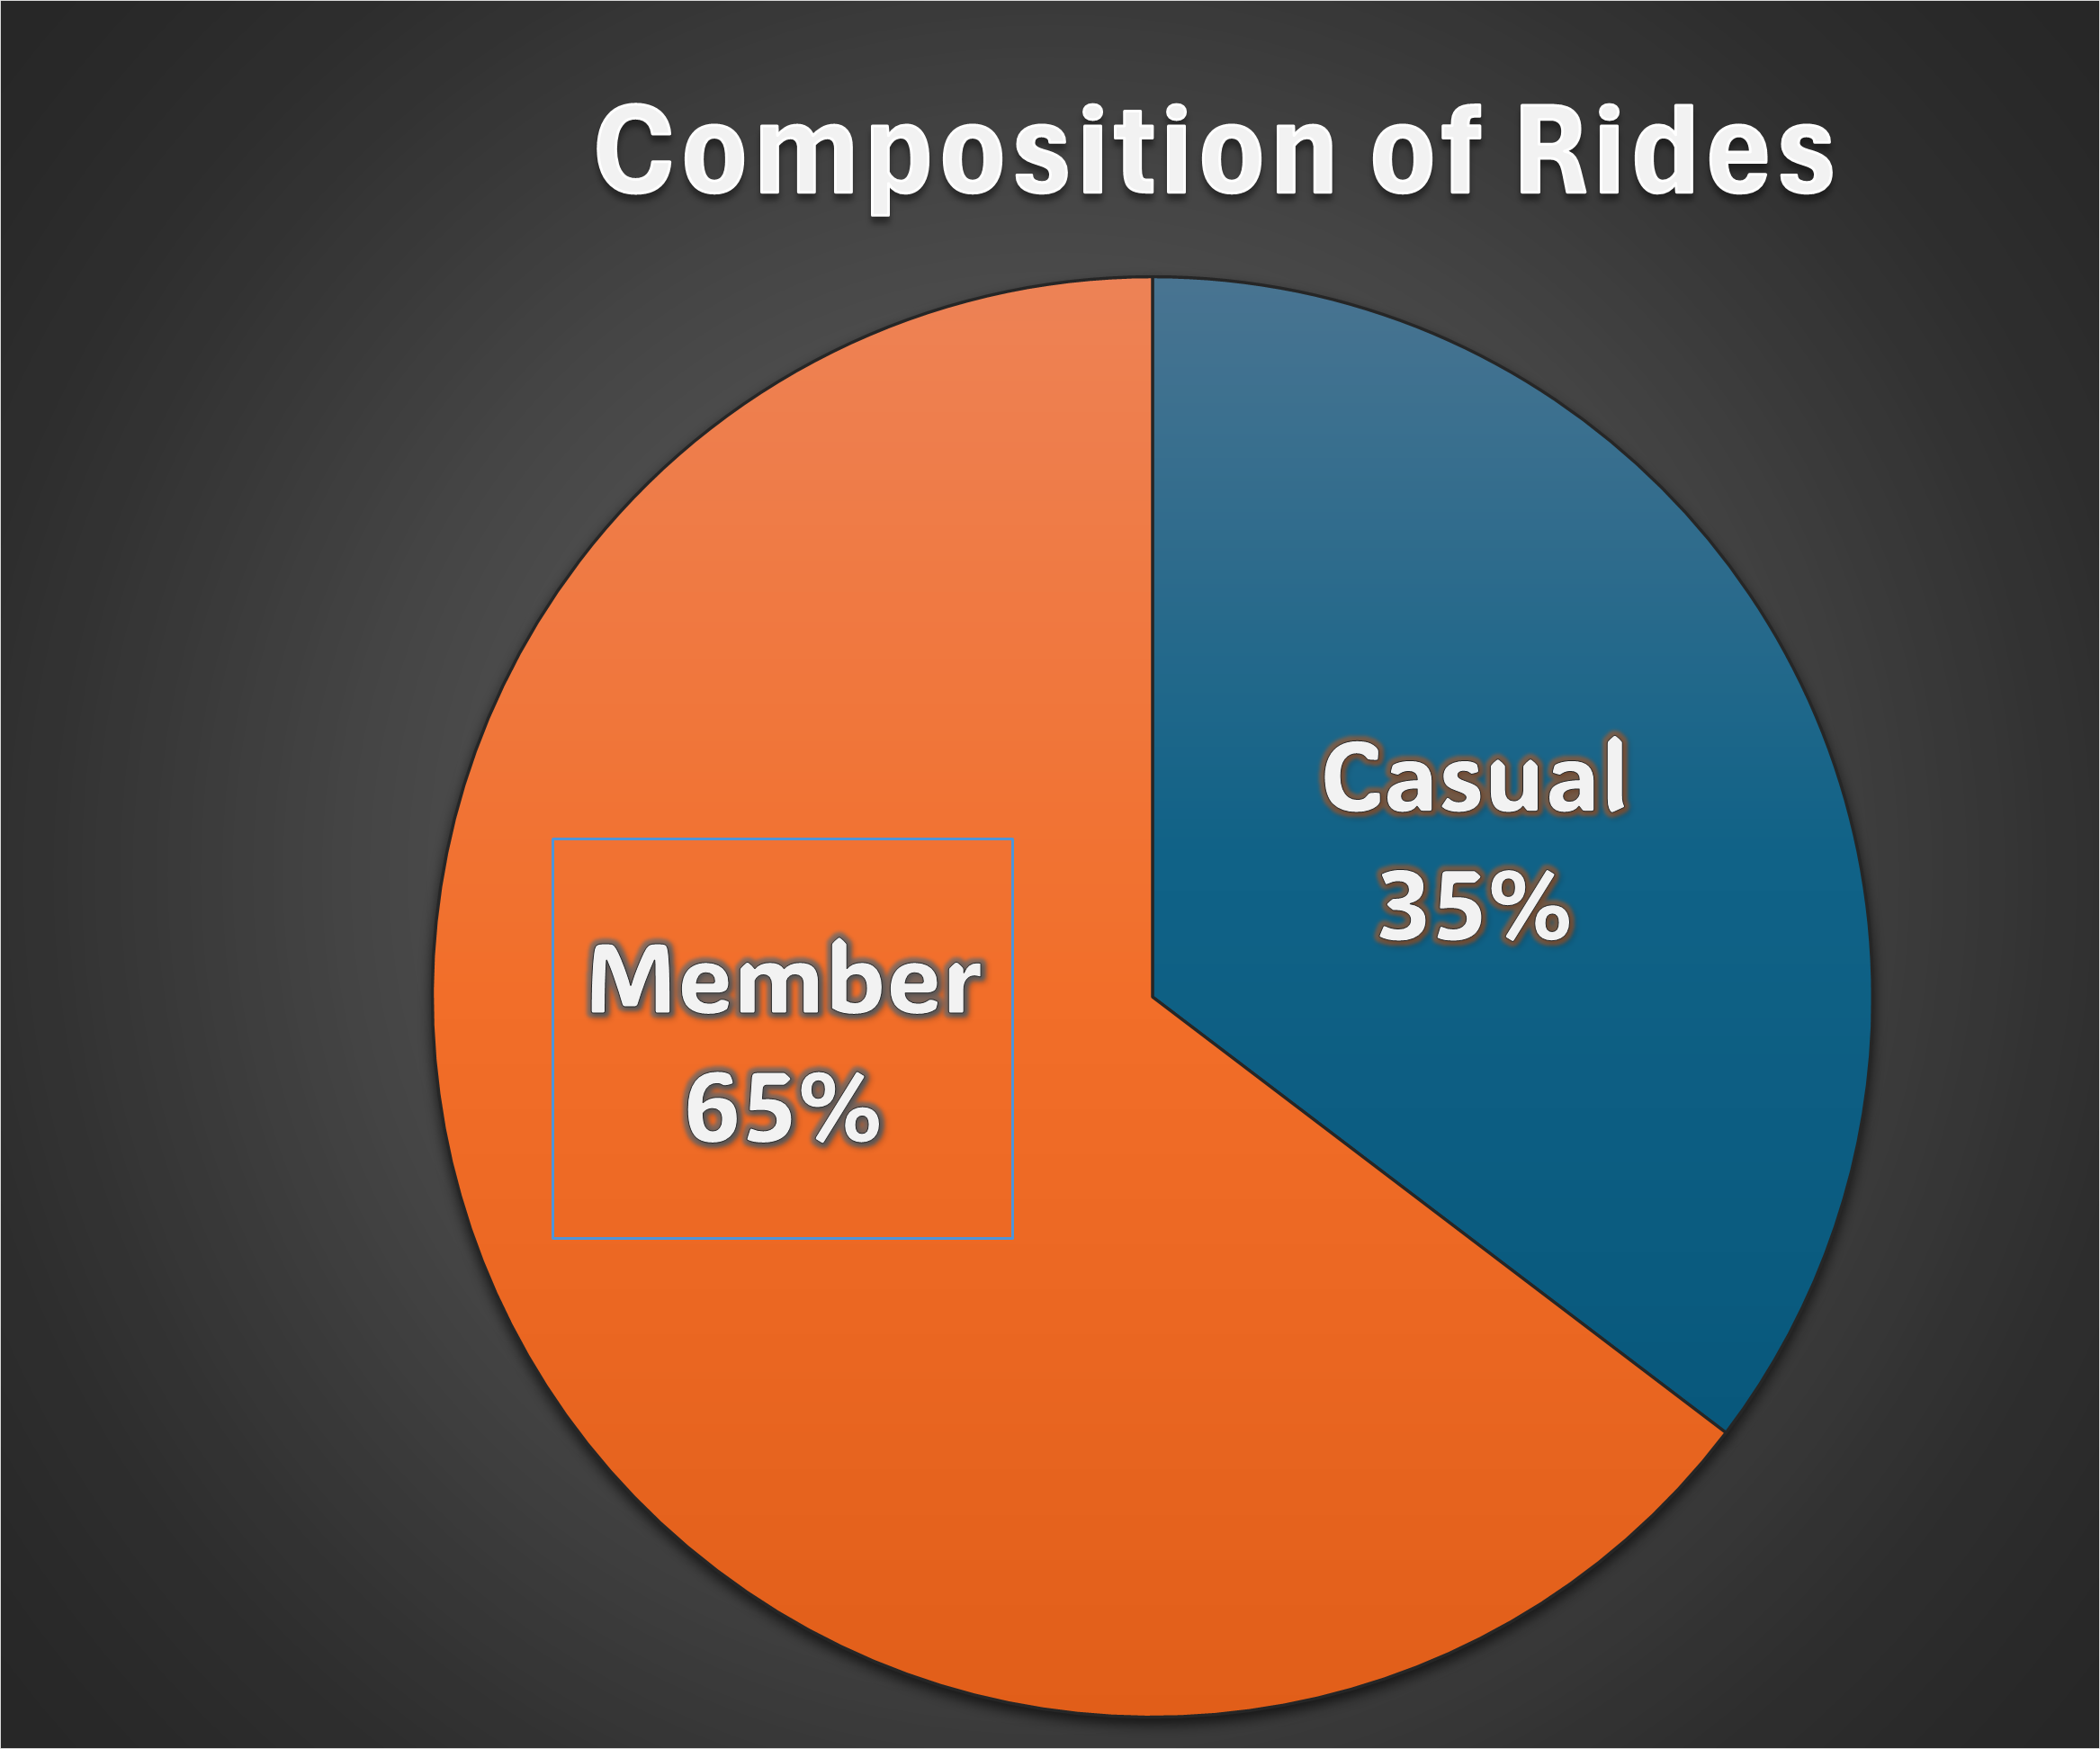 Composition of Rides
Casual
35%
Member
65%